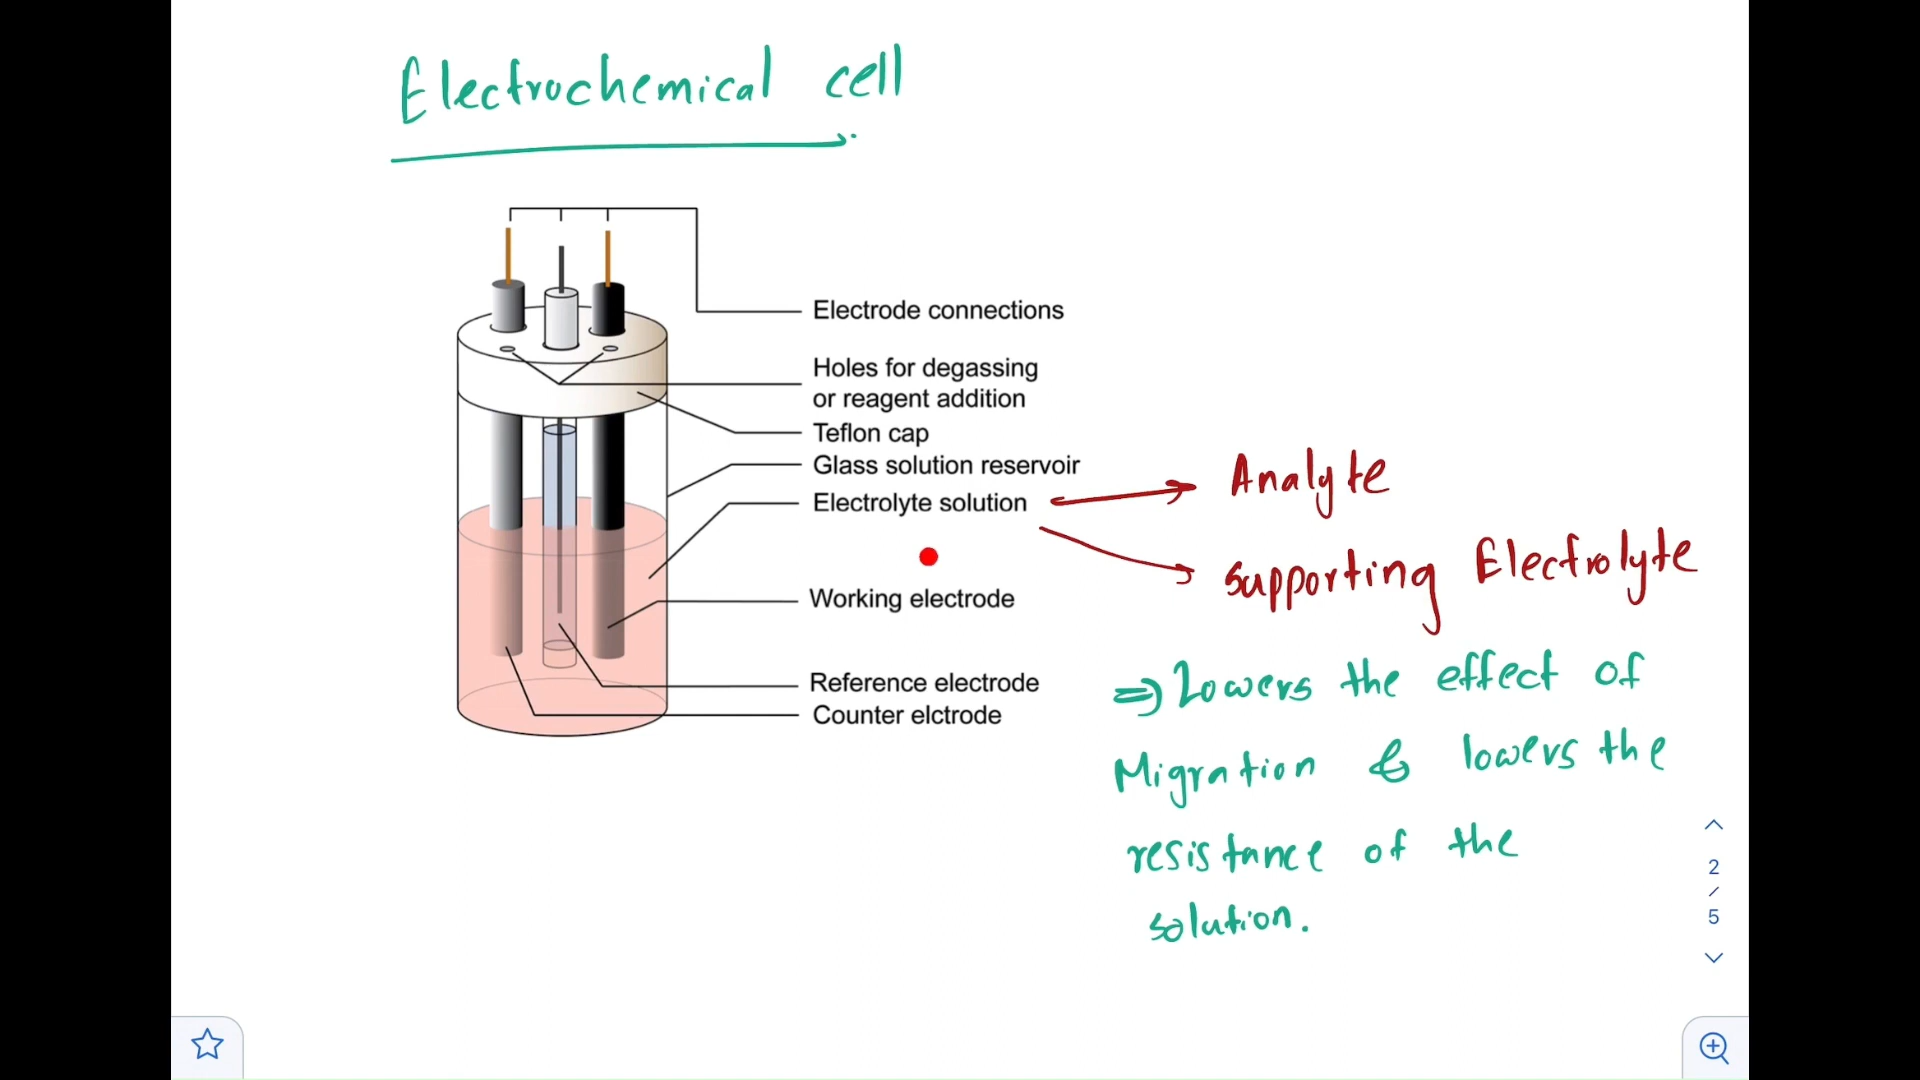 Electrochemical cell
Electrode connections
Holes for degassing
or reagent addition
Teflon cap
Glass solution reservoir
Electrolyte solution
Analyte
supporting Electrolyte
Working electrode
Reference electrode
Counter elctrode
⇒ Lowers the effect of
Migration & lowers the
resistance of the
solution.
2
/
5